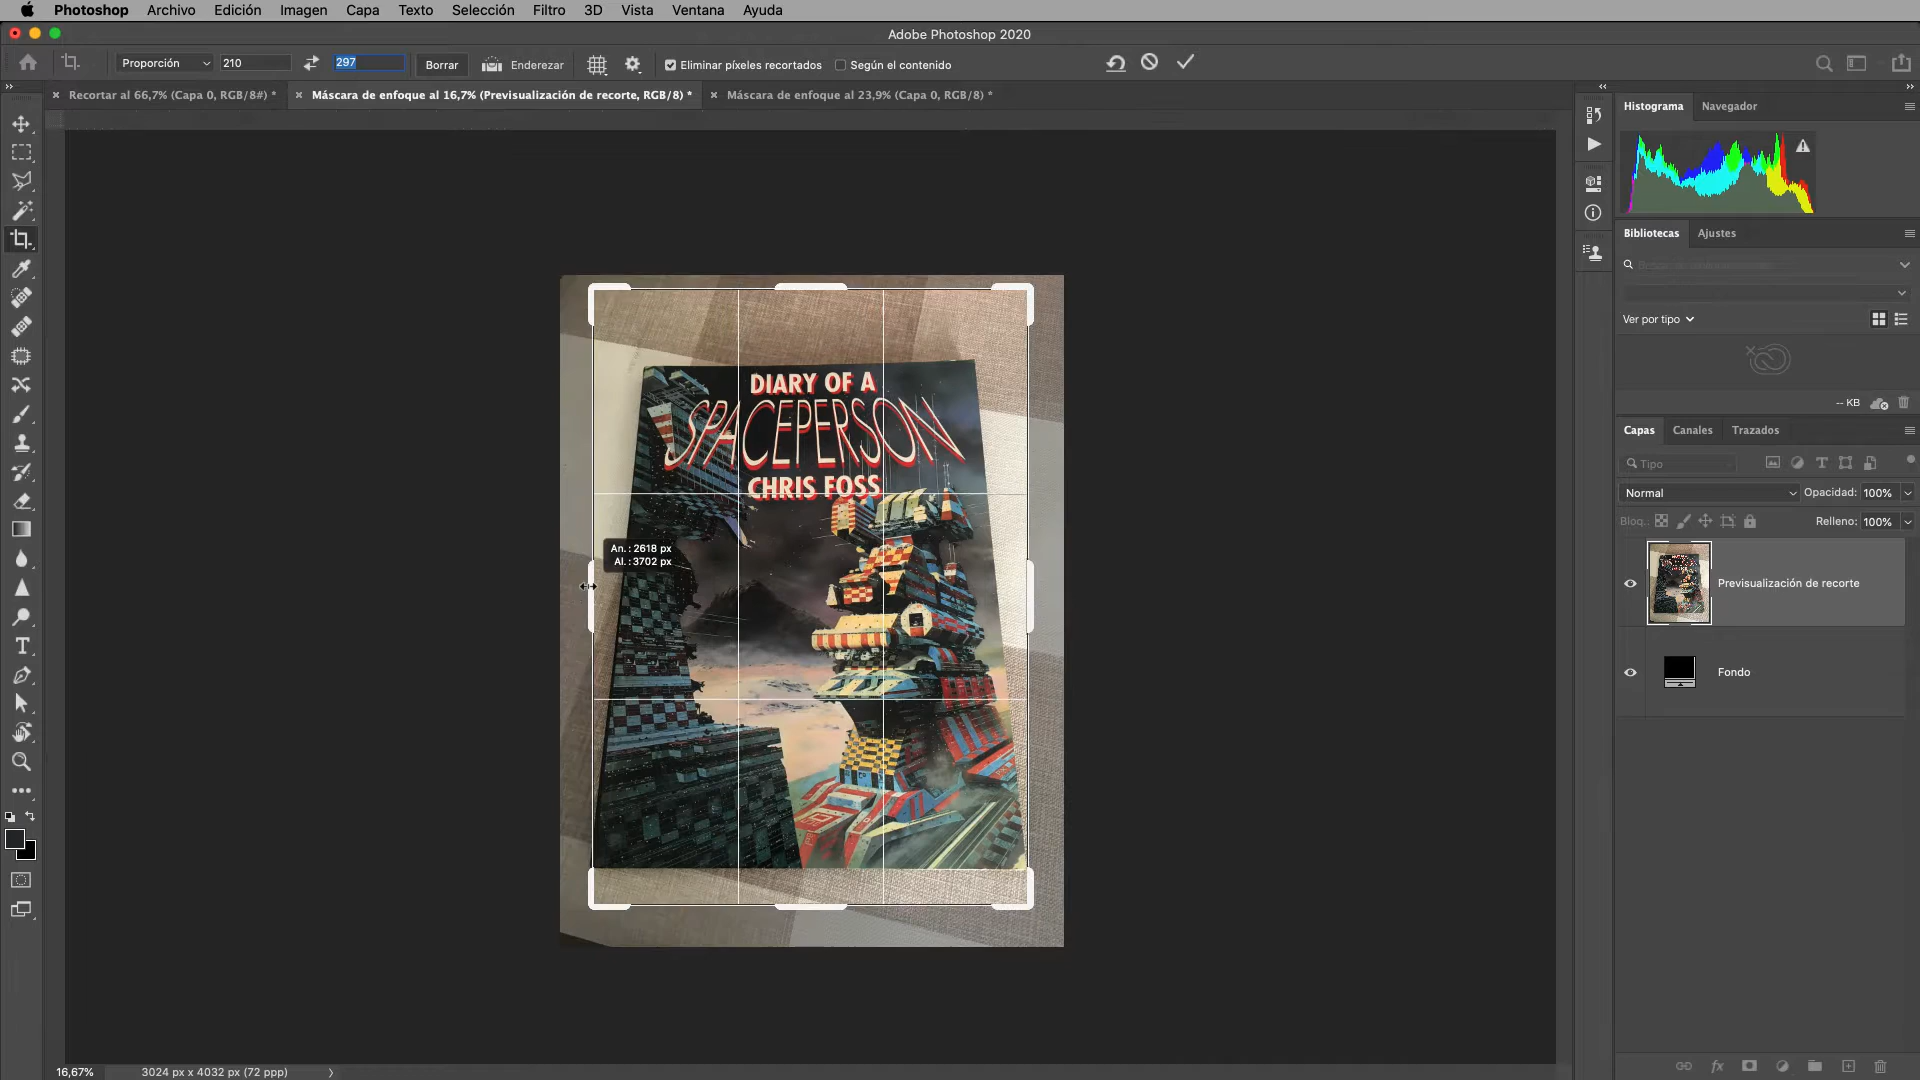 Photoshop Archivo Edición Imagen Capa Texto Selección Filtro 3D Vista Ventana Ayuda
Adobe Photoshop 2020
Proporción 210 297 Borrar Enderezar Eliminar píxeles recortados Según el contenido
Recortar al 66,7% (Capa 0, RGB/8#) * Máscara de enfoque al 16,7% (Previsualización de recorte, RGB/8) * Máscara de enfoque al 23,9% (Capa 0, RGB/8) *
Histograma Navegador
Bibliotecas Ajustes
Ver por tipo
-- KB
Capas Canales Trazados
Tipo
Normal Opacidad: 100%
Bloq.: Relleno: 100%
Previsualización de recorte
Fondo
DIARY OF A
SPACEPERSON
CHRIS FOSS
An.: 2618 px
Al.: 3702 px
16,67% 3024 px x 4032 px (72 ppp)